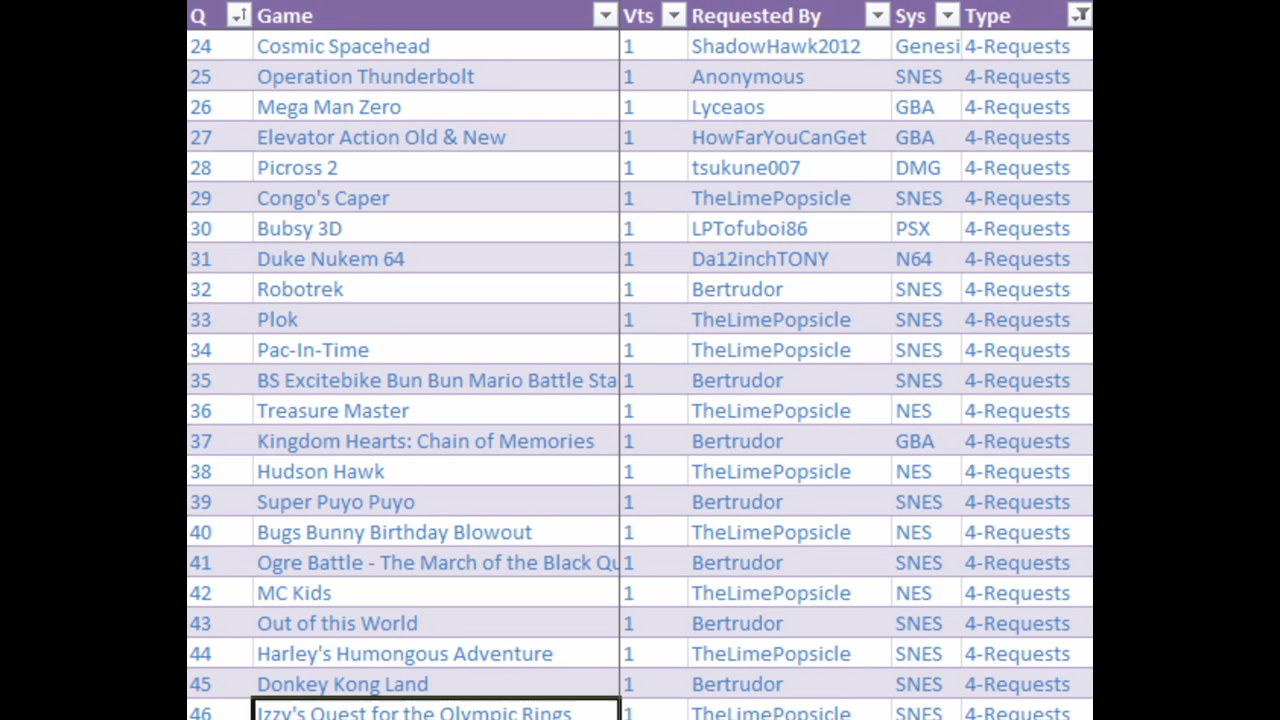 Q Game Vts Requested By Sys Type
24 Cosmic Spacehead 1 ShadowHawk2012 Genesi 4-Requests
25 Operation Thunderbolt 1 Anonymous SNES 4-Requests
26 Mega Man Zero 1 Lyceaos GBA 4-Requests
27 Elevator Action Old & New 1 HowFarYouCanGet GBA 4-Requests
28 Picross 2 1 tsukune007 DMG 4-Requests
29 Congo's Caper 1 TheLimePopsicle SNES 4-Requests
30 Bubsy 3D 1 LPTofuboi86 PSX 4-Requests
31 Duke Nukem 64 1 Da12inchTONY N64 4-Requests
32 Robotrek 1 Bertrudor SNES 4-Requests
33 Plok 1 TheLimePopsicle SNES 4-Requests
34 Pac-In-Time 1 TheLimePopsicle SNES 4-Requests
35 BS Excitebike Bun Bun Mario Battle Sta 1 Bertrudor SNES 4-Requests
36 Treasure Master 1 TheLimePopsicle NES 4-Requests
37 Kingdom Hearts: Chain of Memories 1 Bertrudor GBA 4-Requests
38 Hudson Hawk 1 TheLimePopsicle NES 4-Requests
39 Super Puyo Puyo 1 Bertrudor SNES 4-Requests
40 Bugs Bunny Birthday Blowout 1 TheLimePopsicle NES 4-Requests
41 Ogre Battle - The March of the Black Qu 1 Bertrudor SNES 4-Requests
42 MC Kids 1 TheLimePopsicle NES 4-Requests
43 Out of this World 1 Bertrudor SNES 4-Requests
44 Harley's Humongous Adventure 1 TheLimePopsicle SNES 4-Requests
45 Donkey Kong Land 1 Bertrudor SNES 4-Requests
46 Izzy's Quest for the Olympic Rings 1 TheLimePopsicle SNES 4-Requests